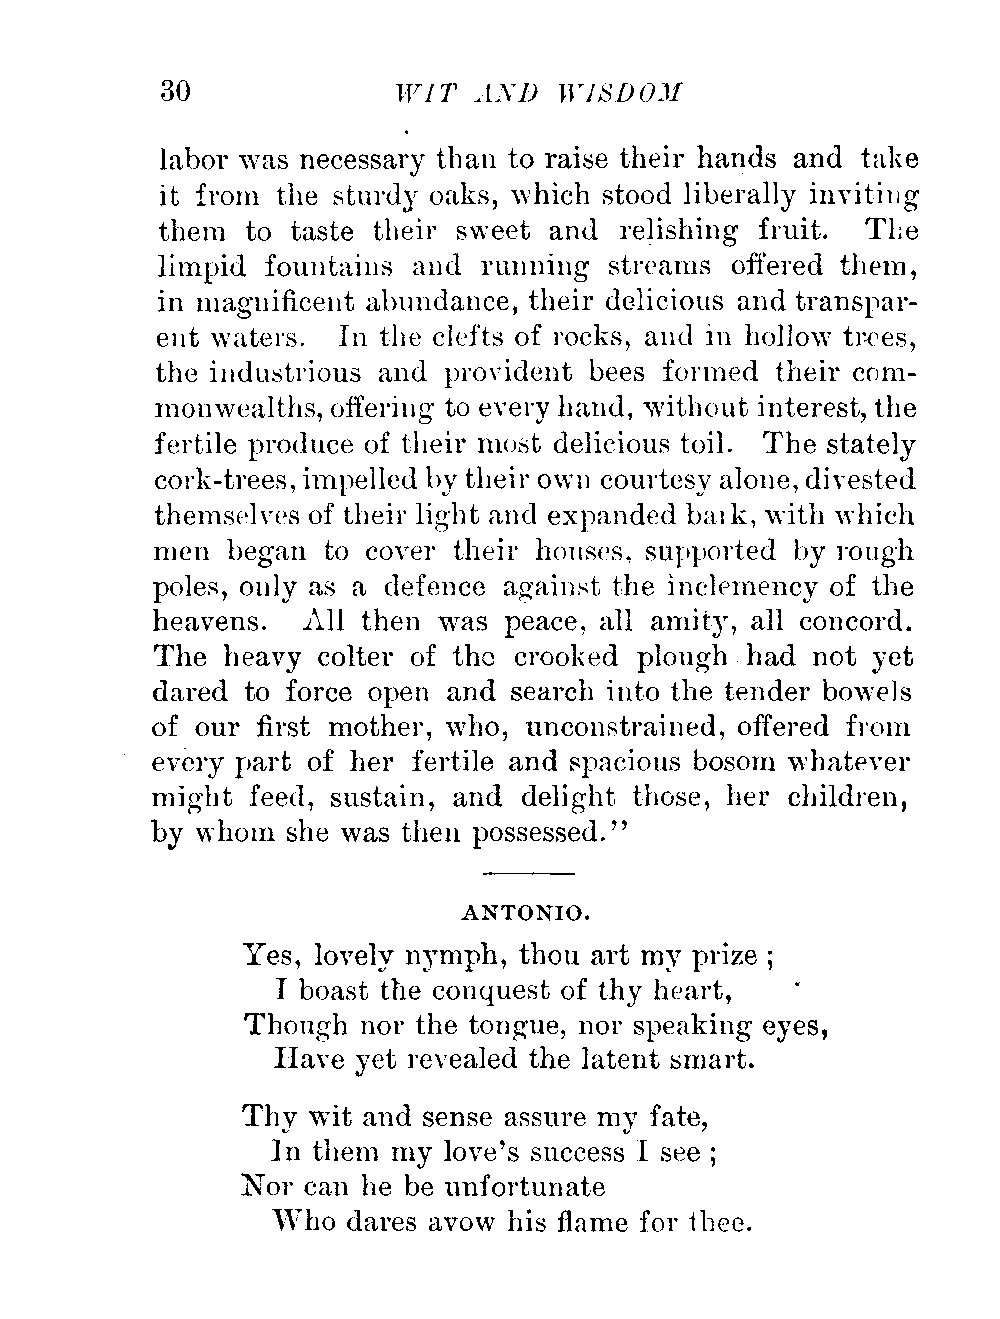 30 WIT AND WISDOM
labor was necessary than to raise their hands and take
it from the sturdy oaks, which stood liberally inviting
them to taste their sweet and relishing fruit. The
limpid fountains and running streams offered them,
in magnificent abundance, their delicious and transpar-
ent waters. In the clefts of rocks, and in hollow trees,
the industrious and provident bees formed their com-
monwealths, offering to every hand, without interest, the
fertile produce of their most delicious toil. The stately
cork-trees, impelled by their own courtesy alone, divested
themselves of their light and expanded bark, with which
men began to cover their houses, supported by rough
poles, only as a defence against the inclemency of the
heavens. All then was peace, all amity, all concord.
The heavy colter of the crooked plough had not yet
dared to force open and search into the tender bowels
of our first mother, who, unconstrained, offered from
every part of her fertile and spacious bosom whatever
might feed, sustain, and delight those, her children,
by whom she was then possessed.”
ANTONIO.
Yes, lovely nymph, thou art my prize ;
I boast the conquest of thy heart,
Though nor the tongue, nor speaking eyes,
Have yet revealed the latent smart.
Thy wit and sense assure my fate,
In them my love’s success I see ;
Nor can he be unfortunate
Who dares avow his flame for thee.